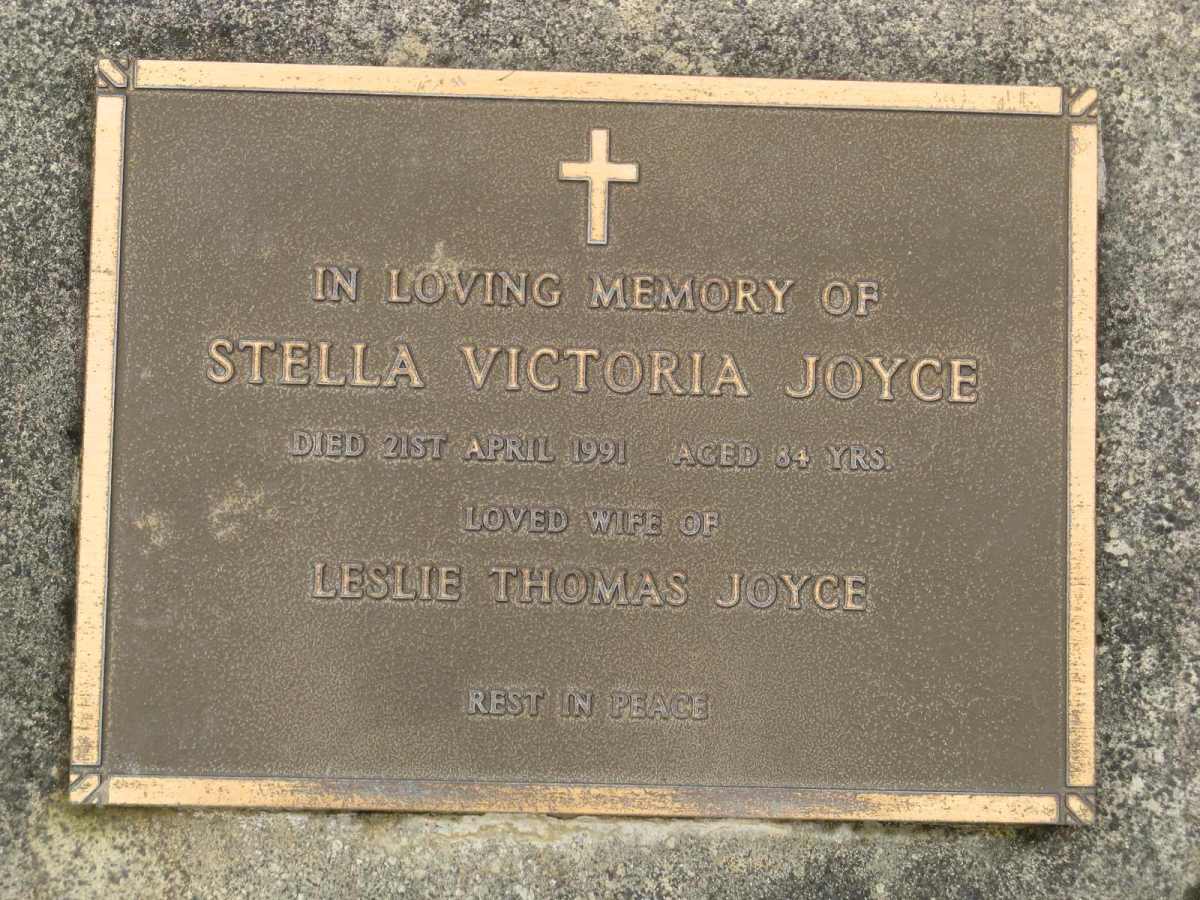 IN LOVING MEMORY OF
STELLA VICTORIA JOYCE
DIED 21ST APRIL 1991 AGED 84 YRS.
LOVED WIFE OF
LESLIE THOMAS JOYCE
REST IN PEACE